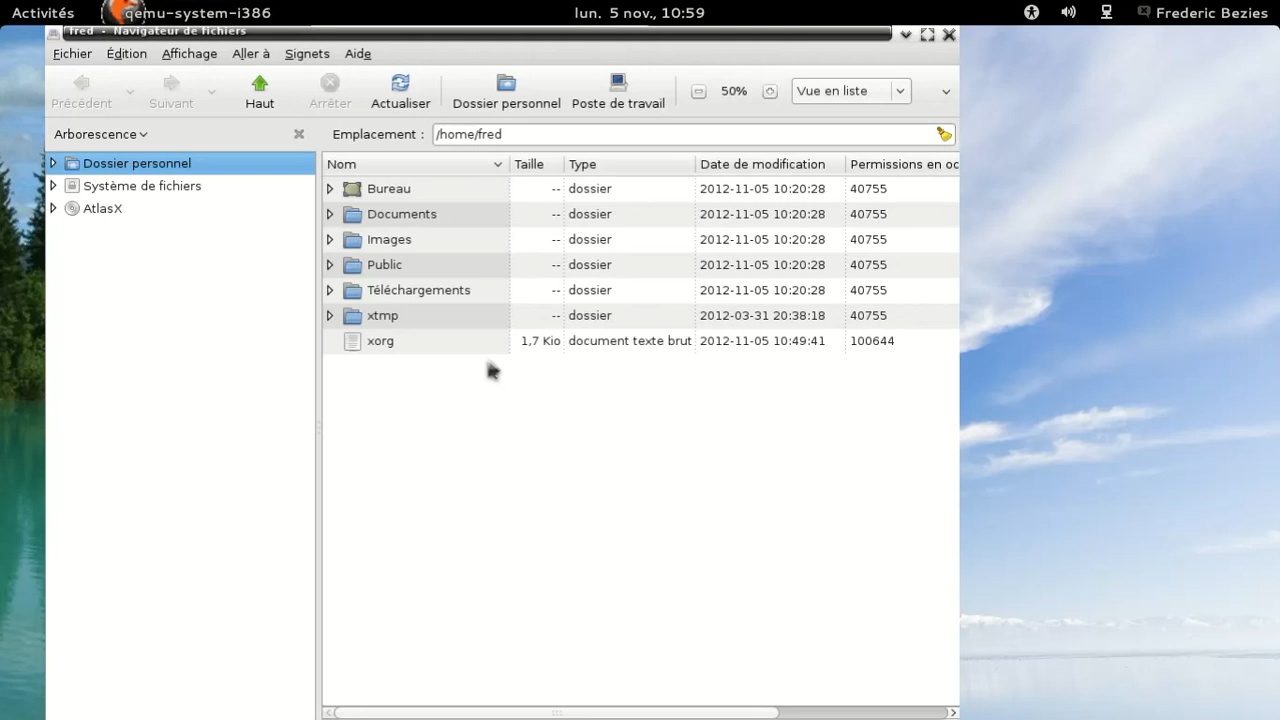 Activités qemu-system-i386 lun. 5 nov., 10:59 Frederic Bezies
fred - Navigateur de fichiers
Fichier Édition Affichage Aller à Signets Aide
Précédent Suivant Haut Arrêter Actualiser Dossier personnel Poste de travail 50% Vue en liste
Arborescence Emplacement : /home/fred
Dossier personnel
Système de fichiers
AtlasX
Nom Taille Type Date de modification Permissions en oc
Bureau -- dossier 2012-11-05 10:20:28 40755
Documents -- dossier 2012-11-05 10:20:28 40755
Images -- dossier 2012-11-05 10:20:28 40755
Public -- dossier 2012-11-05 10:20:28 40755
Téléchargements -- dossier 2012-11-05 10:20:28 40755
xtmp -- dossier 2012-03-31 20:38:18 40755
xorg 1,7 Kio document texte brut 2012-11-05 10:49:41 100644